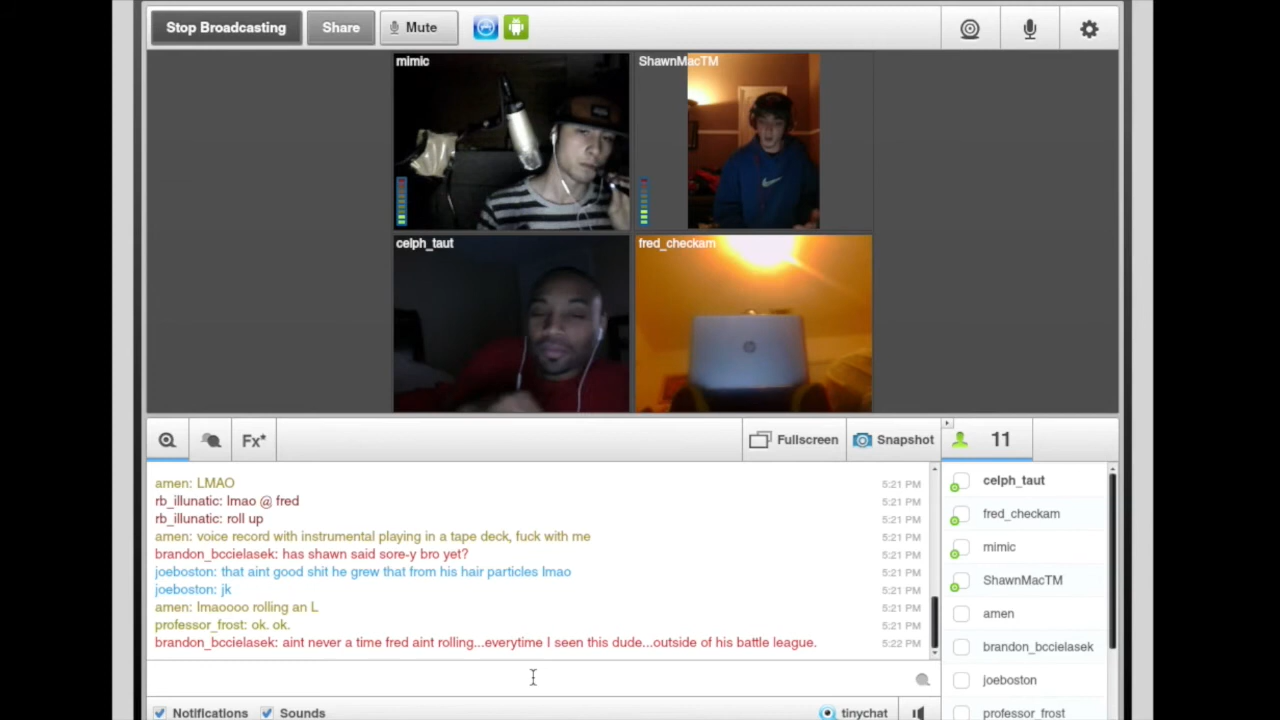 Stop Broadcasting Share Mute
mimic ShawnMacTM
celph_taut fred_checkam
Fx* Fullscreen Snapshot 11
amen: LMAO 5:21 PM
rb_illunatic: lmao @ fred 5:21 PM
rb_illunatic: roll up 5:21 PM
amen: voice record with instrumental playing in a tape deck, fuck with me 5:21 PM
brandon_bccielasek: has shawn said sore-y bro yet? 5:21 PM
joeboston: that aint good shit he grew that from his hair particles lmao 5:21 PM
joeboston: jk 5:21 PM
amen: lmaoooo rolling an L 5:21 PM
professor_frost: ok. ok. 5:21 PM
brandon_bccielasek: aint never a time fred aint rolling...everytime I seen this dude...outside of his battle league. 5:22 PM
celph_taut
fred_checkam
mimic
ShawnMacTM
amen
brandon_bccielasek
joeboston
professor_frost
Notifications Sounds tinychat